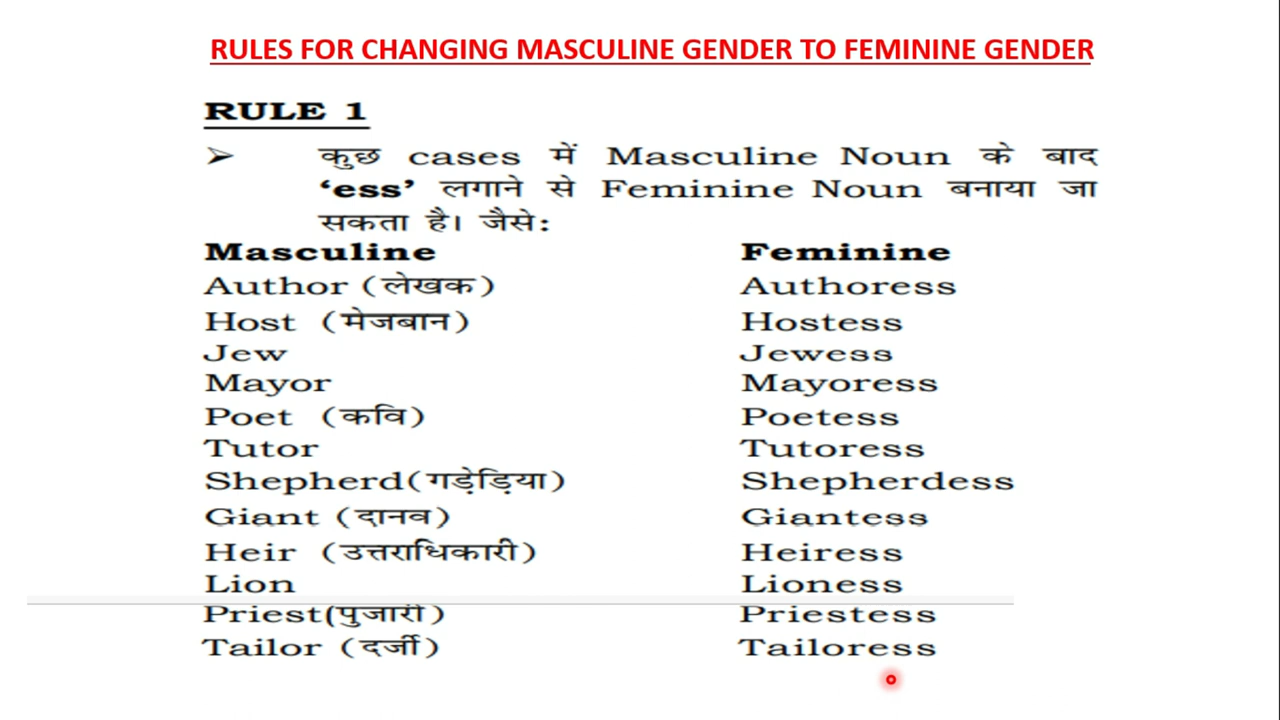 RULES FOR CHANGING MASCULINE GENDER TO FEMININE GENDER
RULE 1
➢ कुछ cases में Masculine Noun के बाद
‘ess’ लगाने से Feminine Noun बनाया जा
सकता है। जैसे:
Masculine Feminine
Author (लेखक) Authoress
Host (मेजबान) Hostess
Jew Jewess
Mayor Mayoress
Poet (कवि) Poetess
Tutor Tutoress
Shepherd(गड़ेड़िया) Shepherdess
Giant (दानव) Giantess
Heir (उत्तराधिकारी) Heiress
Lion Lioness
Priest(पुजारी) Priestess
Tailor (दर्जी) Tailoress